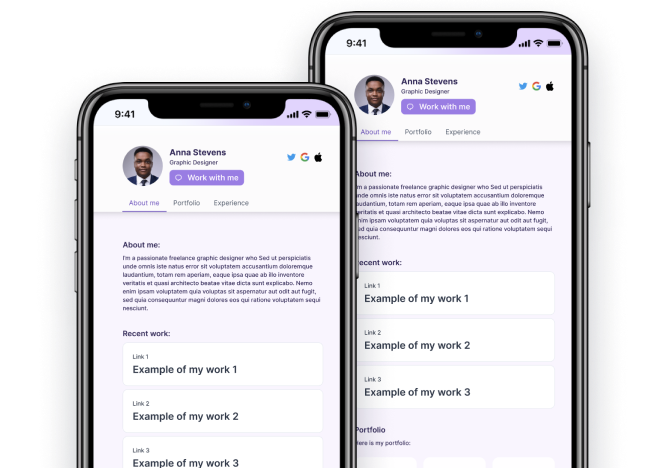 9:41
Anna Stevens
Graphic Designer
Work with me
About me
Portfolio
Experience
About me:
I'm a passionate freelance graphic designer who Sed ut perspiciatis
unde omnis iste natus error sit voluptatem accusantium doloremque
laudantium, totam rem aperiam, eaque ipsa quae ab illo inventore
veritatis et quasi architecto beatae vitae dicta sunt explicabo. Nemo
enim ipsam voluptatem quia voluptas sit aspernatur aut odit aut fugit,
sed quia consequuntur magni dolores eos qui ratione voluptatem sequi
nesciunt.
Recent work:
Link 1
Example of my work 1
Link 2
Example of my work 2
Link 3
Example of my work 3
9:41
Anna Stevens
Graphic Designer
Work with me
About me
Portfolio
Experience
About me:
m a passionate freelance graphic designer who Sed ut perspiciatis
nde omnis iste natus error sit voluptatem accusantium doloremque
audantium, totam rem aperiam, eaque ipsa quae ab illo inventore
eritatis et quasi architecto beatae vitae dicta sunt explicabo. Nemo
nim ipsam voluptatem quia voluptas sit aspernatur aut odit aut fugit,
ed quia consequuntur magni dolores eos qui ratione voluptatem sequi
esciunt.
ecent work:
Link 1
Example of my work 1
Link 2
Example of my work 2
Link 3
Example of my work 3
Portfolio
Here is my portfolio: